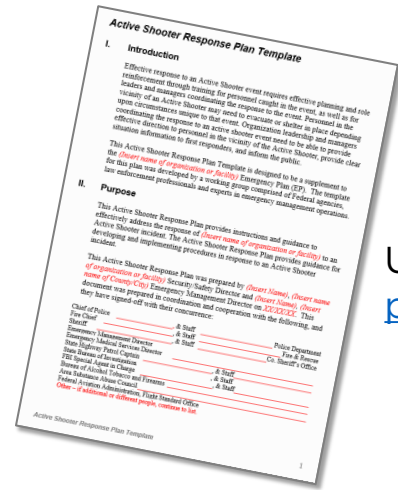 Active Shooter Response Plan Template
I. Introduction
Effective response to an Active Shooter event requires effective planning and role
reinforcement through training for personnel caught in the event, as well as for
leaders and managers coordinating the response to the event. Personnel in the
vicinity of an Active Shooter may need to evacuate or shelter in place depending
upon circumstances unique to that event. Organization leadership and managers
coordinating the response to an active shooter event need to be able to provide
effective direction to personnel in the vicinity of the Active Shooter, provide clear
situation information to first responders, and inform the public.
This Active Shooter Response Plan Template is designed to be a supplement to
the (Insert name of organization or facility) Emergency Plan (EP). The template
for this plan was developed by a working group comprised of Federal agencies,
law enforcement professionals and experts in emergency management operations.
II. Purpose
This Active Shooter Response Plan provides instructions and guidance to
effectively address the response of (Insert name of organization or facility) to an
Active Shooter incident. The Active Shooter Response Plan provides guidance for
developing and implementing procedures in response to an Active Shooter
incident.
This Active Shooter Response Plan was prepared by (Insert Name), (Insert name
of organization or facility) Security/Safety Director and (Insert Name), (Insert
name of County/City) Emergency Management Director on XX/XX/XX. This
document was prepared in coordination and cooperation with the following, and
they have signed-off with their concurrence:
Chief of Police , & Staff Police Department
Fire Chief , & Staff Fire & Rescue
Sheriff , & Staff Co. Sheriff's Office
Emergency Management Director
Emergency Medical Services Director
State Highway Patrol Captain , & Staff
State Bureau of Investigation , & Staff
FBI Special Agent in Charge
Bureau of Alcohol Tobacco and Firearms , & Staff
Area Substance Abuse Council
Federal Aviation Administration, Flight Standard Office
Other – if additional or different people, continue to list
Active Shooter Response Plan Template
1
U
p